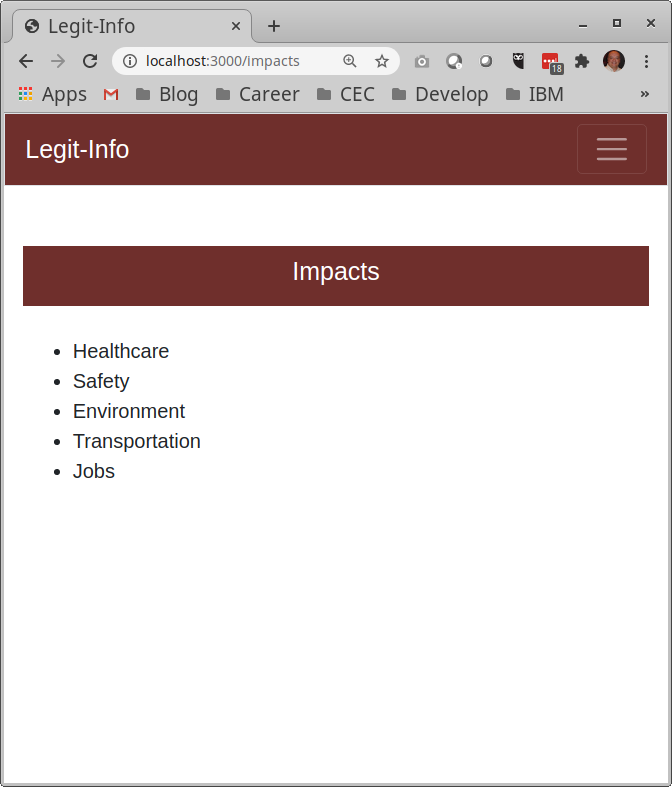 Legit-Info
localhost:3000/impacts
18
Apps Blog Career CEC Develop IBM
Legit-Info
Impacts
Healthcare
Safety
Environment
Transportation
Jobs